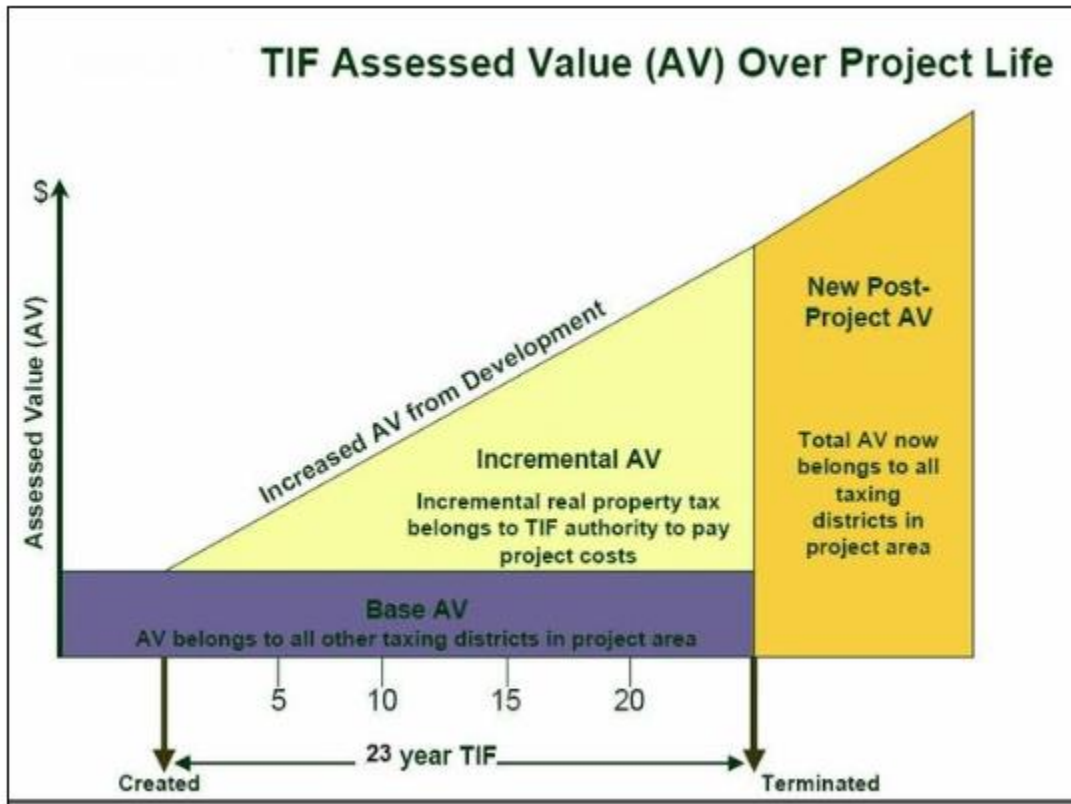 TIF Assessed Value (AV) Over Project Life
$
Assessed Value (AV)
Increased AV from Development
New Post-
Project AV
Total AV now
belongs to all
taxing
districts in
project area
Incremental AV
Incremental real property tax
belongs to TIF authority to pay
project costs
Base AV
AV belongs to all other taxing districts in project area
5 10 15 20
23 year TIF
Created
Terminated